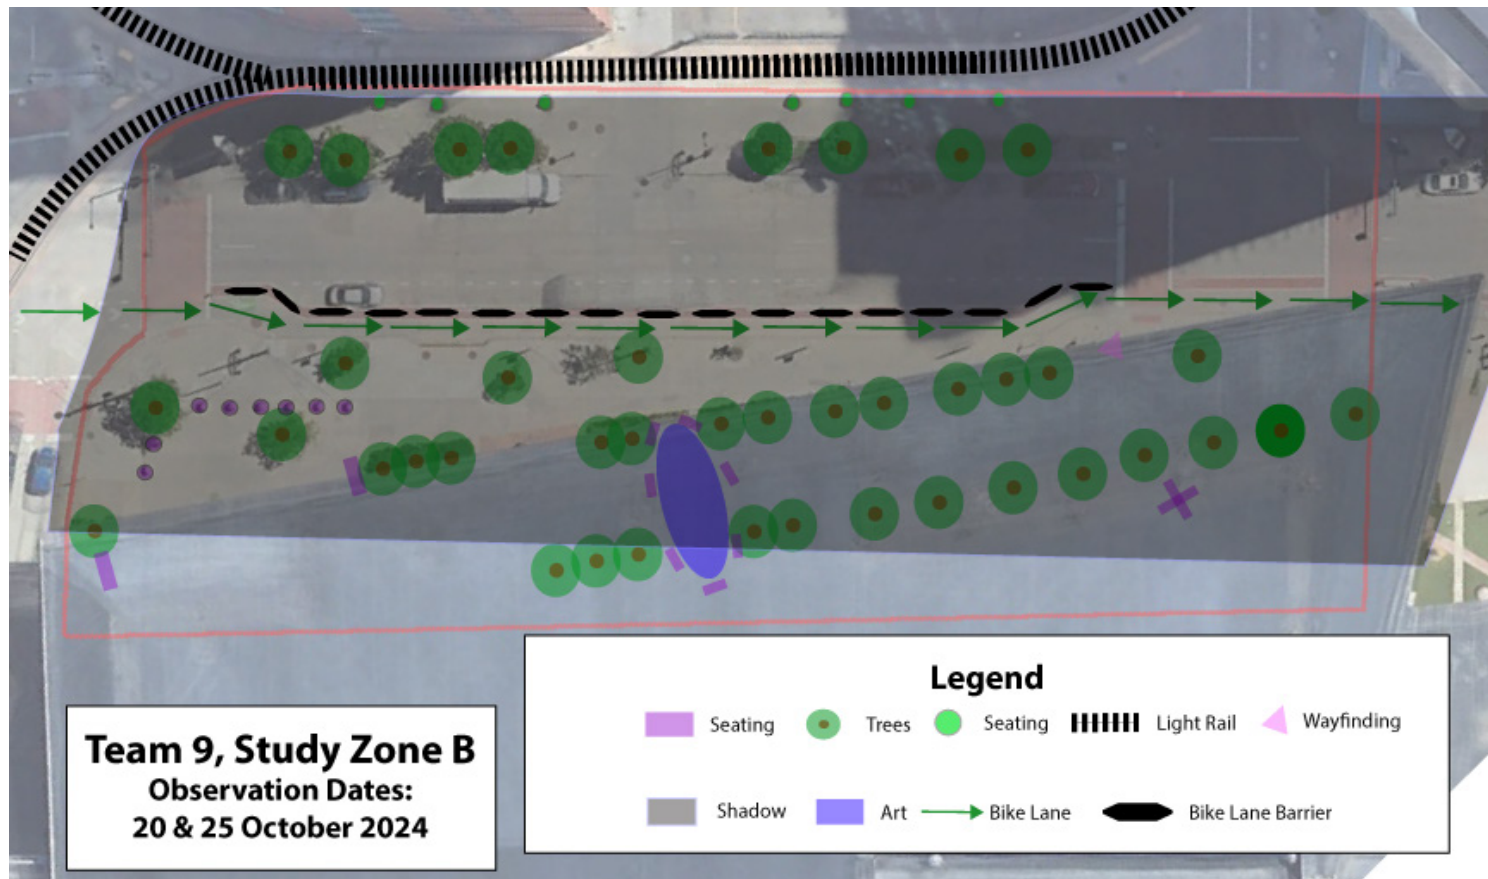 Legend
Seating
Trees
Seating
Light Rail
Wayfinding
Shadow
Art
Bike Lane
Bike Lane Barrier
Team 9, Study Zone B
Observation Dates:
20 & 25 October 2024